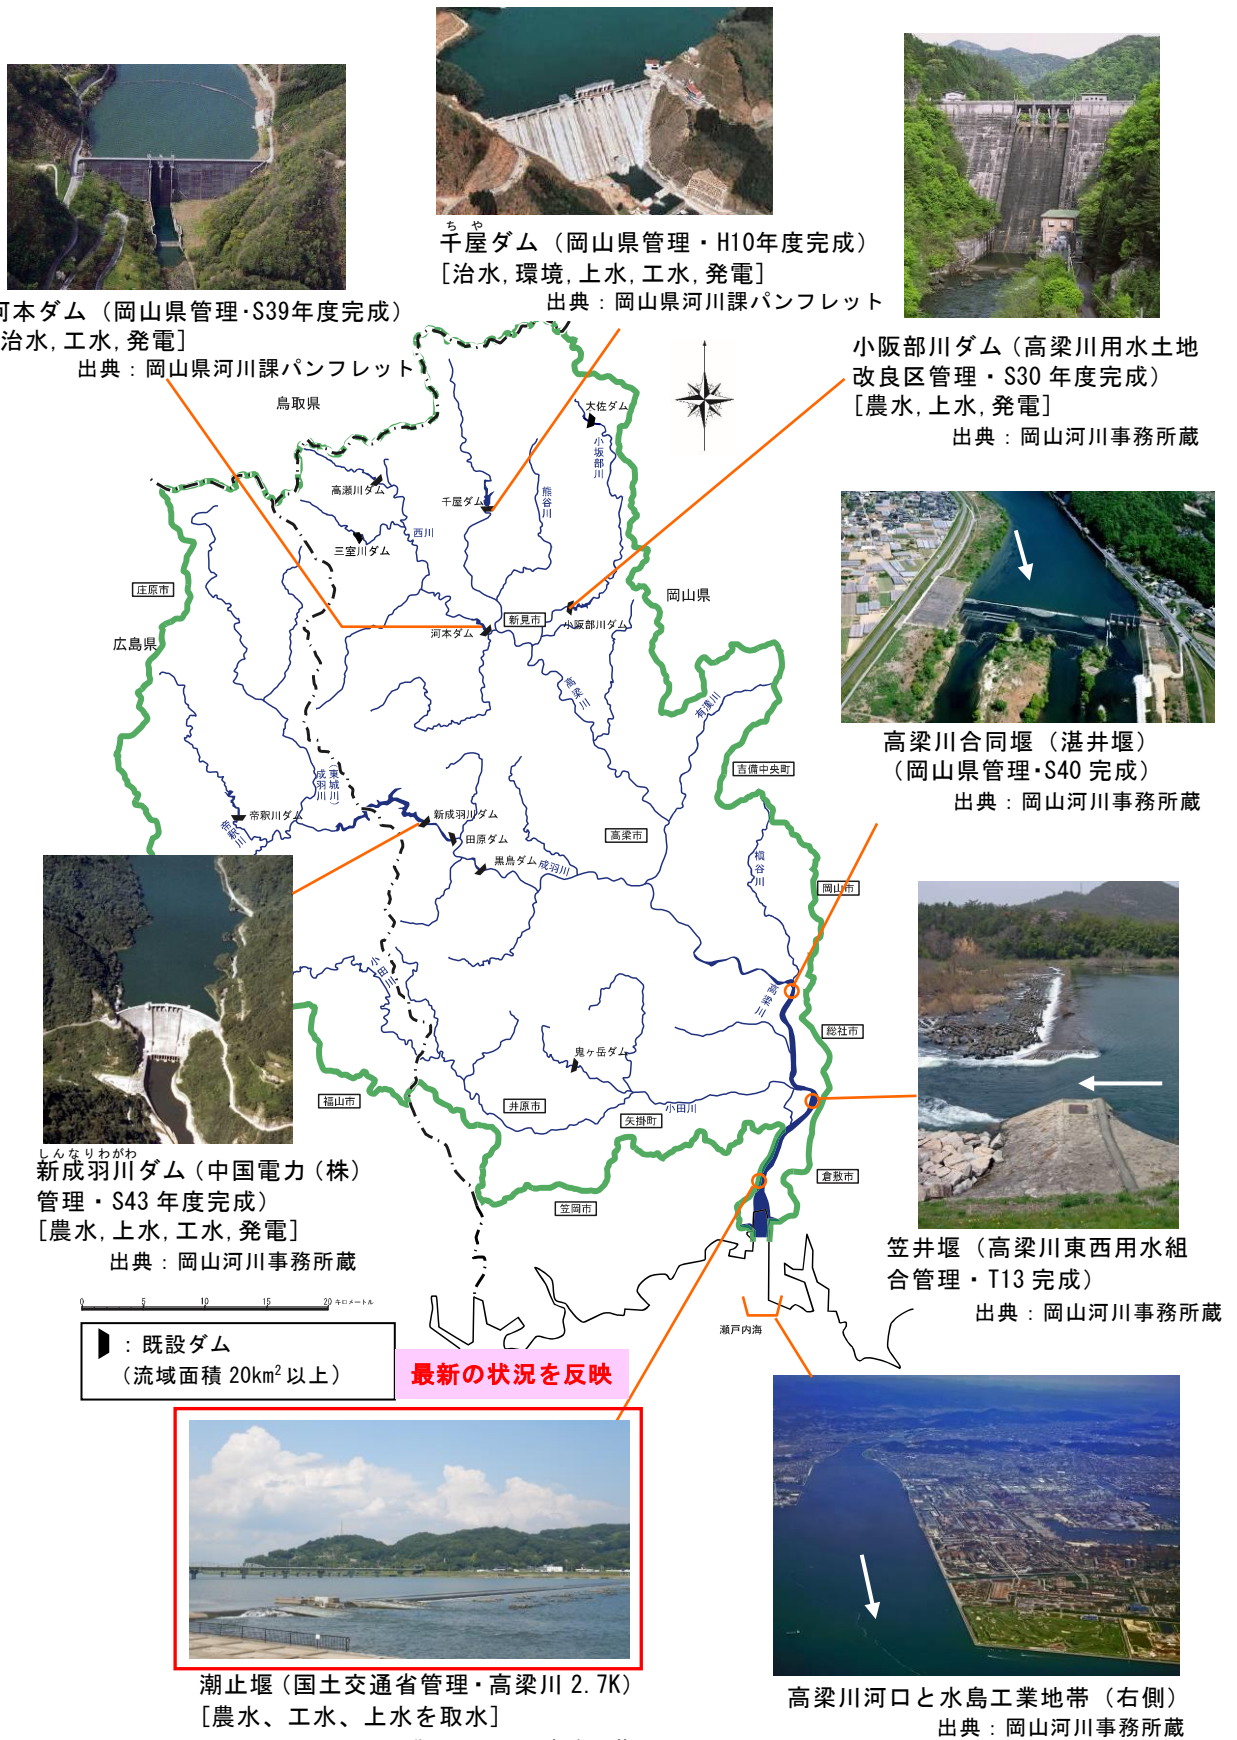 千屋ダム（岡山県管理・H10年度完成）
ちや
[治水,環境,上水,工水,発電]
出典：岡山県河川課パンフレット
本ダム（岡山県管理・S39年度完成）
治水,工水,発電]
出典：岡山県河川課パンフレット
小阪部川ダム（高梁川用水土地
改良区管理・S30年度完成）
[農水,上水,発電]
出典：岡山河川事務所蔵
高梁川合同堰（湛井堰）
（岡山県管理・S40完成）
出典：岡山河川事務所蔵
鳥取県
大佐ダム
小坂部川
高瀬川ダム
千屋ダム
熊谷川
西川
三室川ダム
庄原市
岡山県
新見市
小阪部川ダム
河本ダム
広島県
高梁川
有漢川
吉備中央町
成羽川
（東城川）
帝釈川ダム
帝釈川
新成羽川ダム
田原ダム
高梁市
黒鳥ダム
成羽川
槇谷川
岡山市
小田川
高梁川
総社市
鬼ヶ岳ダム
福山市
井原市
矢掛町
小田川
倉敷市
笠岡市
瀬戸内海
しんなりわがわ
新成羽川ダム（中国電力（株）
管理・S43年度完成）
[農水,上水,工水,発電]
出典：岡山河川事務所蔵
笠井堰（高梁川東西用水組
合管理・T13完成）
出典：岡山河川事務所蔵
0 5 10 15 20 キロメートル
：既設ダム
（流域面積 20km²以上）
最新の状況を反映
潮止堰（国土交通省管理・高梁川 2.7K）
[農水、工水、上水を取水]
高梁川河口と水島工業地帯（右側）
出典：岡山河川事務所蔵